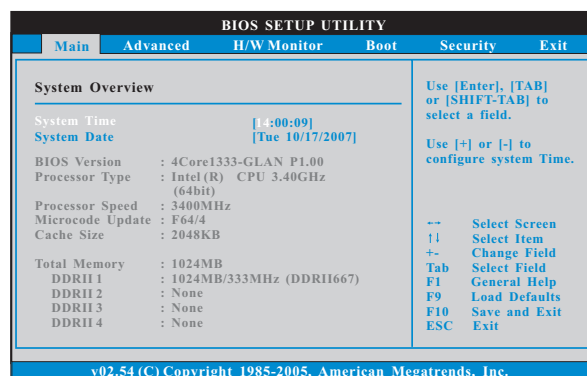 BIOS SETUP UTILITY
Main Advanced H/W Monitor Boot Security Exit
System Overview
System Time [14:00:09]
System Date [Tue 10/17/2007]
BIOS Version : 4Core1333-GLAN P1.00
Processor Type : Intel (R) CPU 3.40GHz
(64bit)
Processor Speed : 3400MHz
Microcode Update : F64/4
Cache Size : 2048KB
Total Memory : 1024MB
DDRII 1 : 1024MB/333MHz (DDRII667)
DDRII 2 : None
DDRII 3 : None
DDRII 4 : None
Use [Enter], [TAB]
or [SHIFT-TAB] to
select a field.
Use [+] or [-] to
configure system Time.
←→ Select Screen
↑↓ Select Item
+- Change Field
Tab Select Field
F1 General Help
F9 Load Defaults
F10 Save and Exit
ESC Exit
v02.54 (C) Copyright 1985-2005, American Megatrends, Inc.